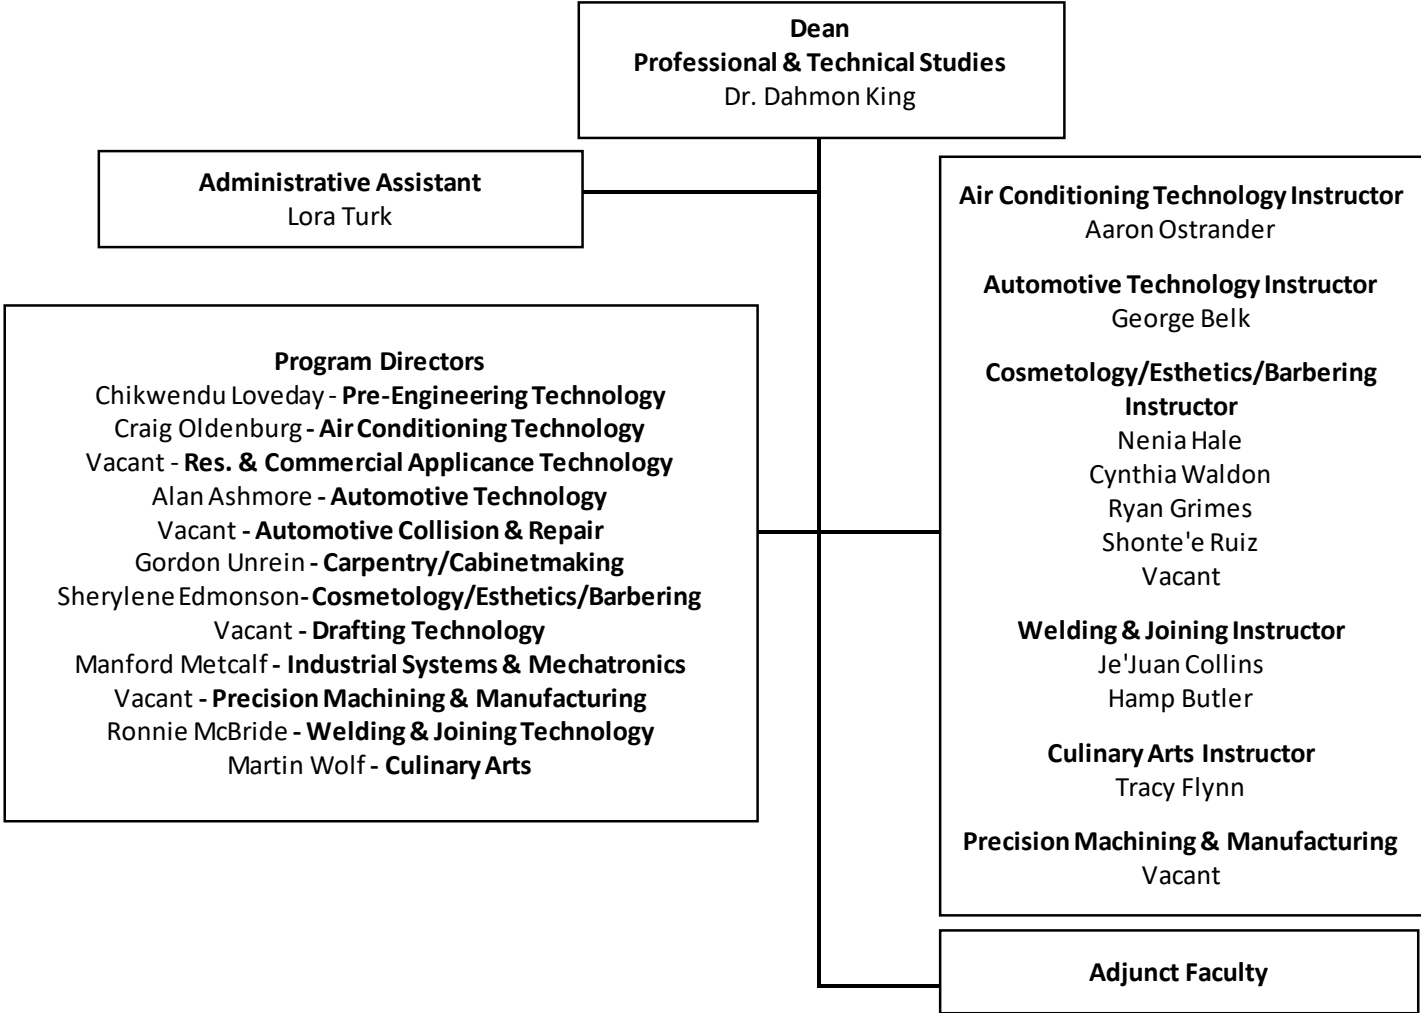 Dean
Professional & Technical Studies
Dr. Dahmon King
Administrative Assistant
Lora Turk
Program Directors
Chikwendu Loveday - Pre-Engineering Technology
Craig Oldenburg - Air Conditioning Technology
Vacant - Res. & Commercial Applicance Technology
Alan Ashmore - Automotive Technology
Vacant - Automotive Collision & Repair
Gordon Unrein - Carpentry/Cabinetmaking
Sherylene Edmonson- Cosmetology/Esthetics/Barbering
Vacant - Drafting Technology
Manford Metcalf - Industrial Systems & Mechatronics
Vacant - Precision Machining & Manufacturing
Ronnie McBride - Welding & Joining Technology
Martin Wolf - Culinary Arts
Air Conditioning Technology Instructor
Aaron Ostrander
Automotive Technology Instructor
George Belk
Cosmetology/Esthetics/Barbering
Instructor
Nenia Hale
Cynthia Waldon
Ryan Grimes
Shonte'e Ruiz
Vacant
Welding & Joining Instructor
Je'Juan Collins
Hamp Butler
Culinary Arts Instructor
Tracy Flynn
Precision Machining & Manufacturing
Vacant
Adjunct Faculty